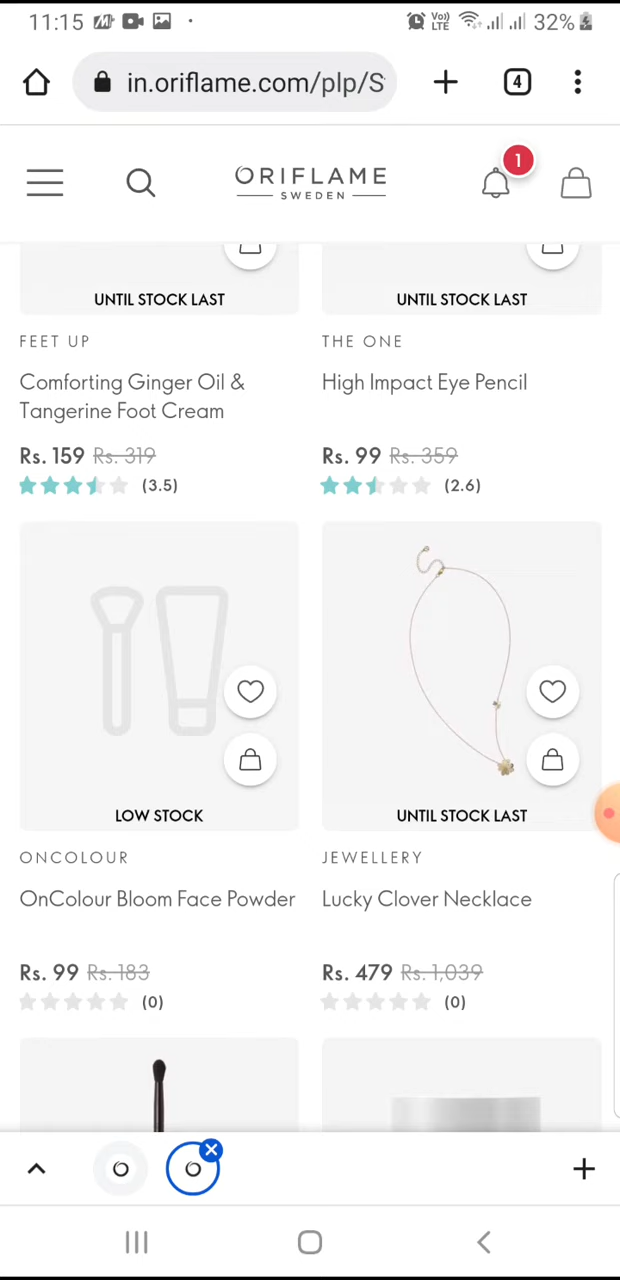 11:15
Vo))
LTE
32%
in.oriflame.com/plp/S
4
ORIFLAME
SWEDEN
1
UNTIL STOCK LAST
UNTIL STOCK LAST
FEET UP
THE ONE
Comforting Ginger Oil &
Tangerine Foot Cream
High Impact Eye Pencil
Rs. 159 Rs. 319
Rs. 99 Rs. 359
(3.5)
(2.6)
LOW STOCK
UNTIL STOCK LAST
ONCOLOUR
JEWELLERY
OnColour Bloom Face Powder
Lucky Clover Necklace
Rs. 99 Rs. 183
Rs. 479 Rs. 1,039
(0)
(0)